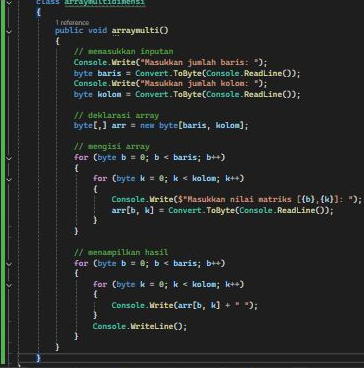 class arraymultidimensi
{
1 reference
public void arraymulti()
{
// memasukkan inputan
Console.Write("Masukkan jumlah baris: ");
byte baris = Convert.ToByte(Console.ReadLine());
Console.Write("Masukkan jumlah kolom: ");
byte kolom = Convert.ToByte(Console.ReadLine());
// deklarasi array
byte[,] arr = new byte[baris, kolom];
// mengisi array
for (byte b = 0; b < baris; b++)
{
for (byte k = 0; k < kolom; k++)
{
Console.Write($"Masukkan nilai matriks [{b},{k}]: ");
arr[b, k] = Convert.ToByte(Console.ReadLine());
}
}
// menampilkan hasil
for (byte b = 0; b < baris; b++)
{
for (byte k = 0; k < kolom; k++)
{
Console.Write(arr[b, k] + " ");
}
Console.WriteLine();
}
}
}